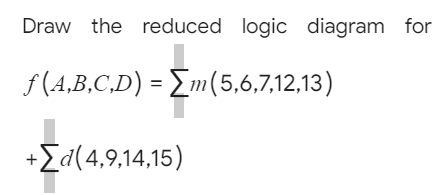 Draw the reduced logic diagram for
f(A,B,C,D) = ∑m(5,6,7,12,13)
+∑d(4,9,14,15)